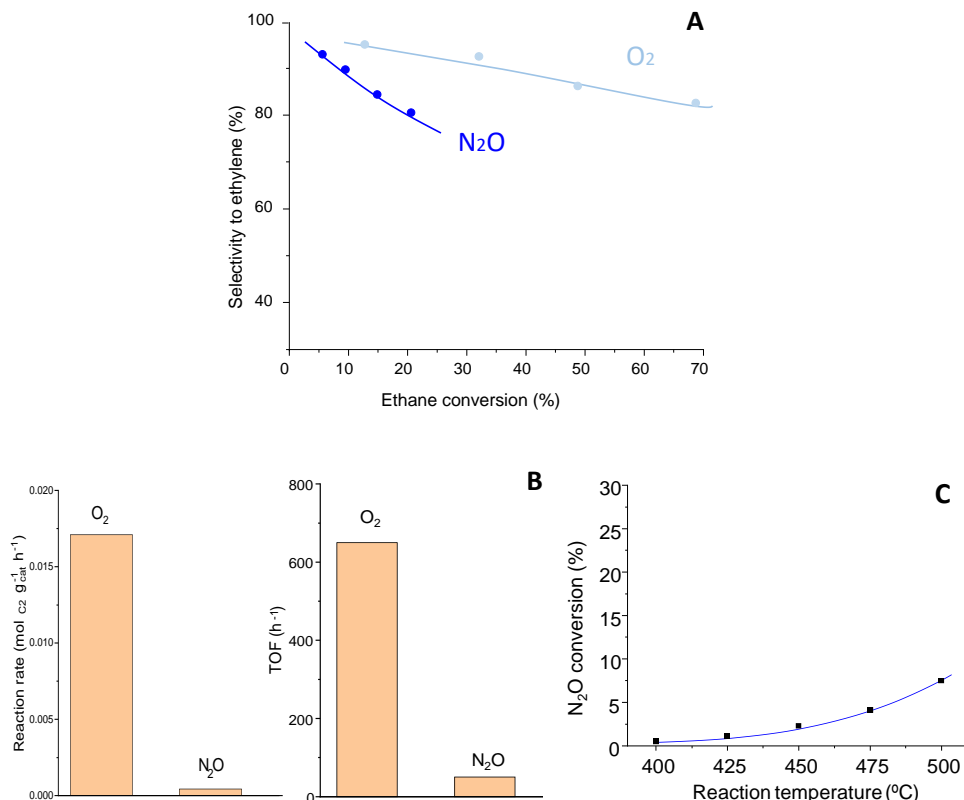 A
100
80
60
40
Selectivity to ethylene (%)
O2
N2O
0 10 20 30 40 50 60 70
Ethane conversion (%)
0.020
0.015
0.010
0.005
0.000
Reaction rate (mol C2 g-1cat h-1)
O2
N2O
B
800
600
400
200
0
TOF (h-1)
O2
N2O
C
30
25
20
15
10
5
0
N2O conversion (%)
400 425 450 475 500
Reaction temperature (ºC)